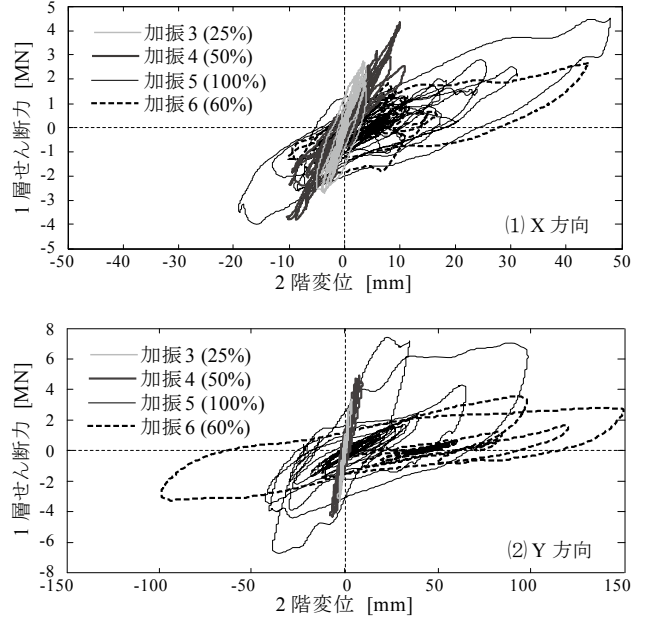 5
4
3
2
1
0
-1
-2
-3
-4
5
1 層せん断力 [MN]
加振 3 (25%)
加振 4 (50%)
加振 5 (100%)
加振 6 (60%)
⑴ X 方向
-50 -40 -30 -20 -10 0 10 20 30 40 50
2 階変位 [mm]
8
6
4
2
0
-2
-4
-6
-8
1 層せん断力 [MN]
加振 3 (25%)
加振 4 (50%)
加振 5 (100%)
加振 6 (60%)
⑵ Y 方向
-150 -100 -50 0 50 100 150
2 階変位 [mm]